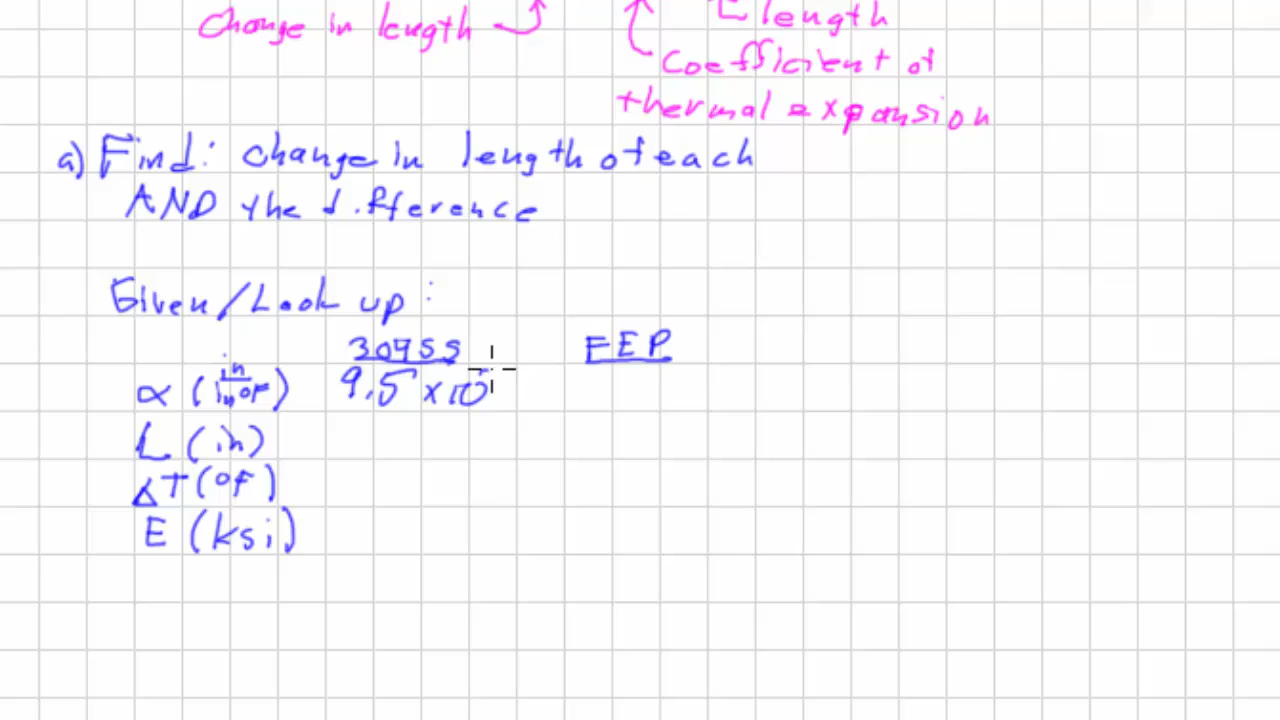 Change in length
length
Coefficient of
thermal expansion
a) Find: change in length of each
AND the difference
Given/Look up:
304SS FEP
α (in/in°F) 9.5 x 10
L (in)
ΔT (°F)
E (ksi)